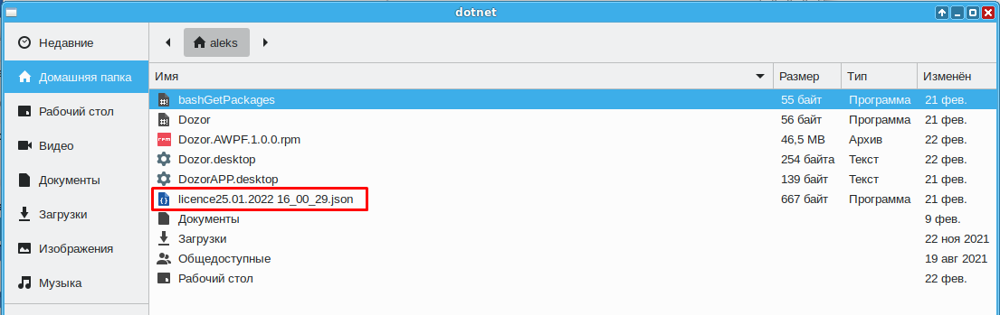 dotnet
Недавние
Домашняя папка
Рабочий стол
Видео
Документы
Загрузки
Изображения
Музыка
aleks
Имя Размер Тип Изменён
bashGetPackages 55 байт Программа 21 фев.
Dozor 56 байт Программа 21 фев.
rpm Dozor.AWPF.1.0.0.rpm 46,5 MB Архив 22 фев.
Dozor.desktop 254 байта Текст 22 фев.
DozorAPP.desktop 139 байт Текст 21 фев.
licence25.01.2022 16_00_29.json 667 байт Программа 21 фев.
Документы 9 фев.
Загрузки 22 ноя 2021
Общедоступные 19 авг 2021
Рабочий стол 22 фев.